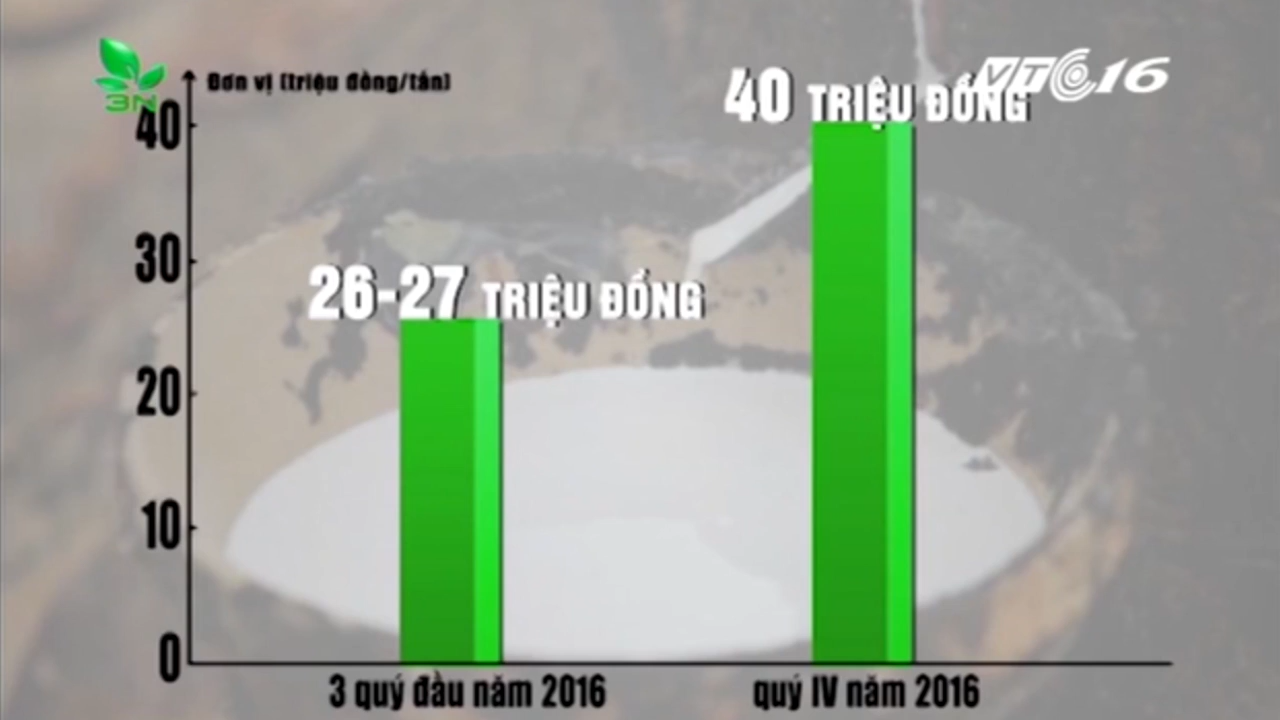 3N
Đơn vị (triệu đồng/tấn)
VTC16
40 TRIỆU ĐỒNG
40
30
26-27 TRIỆU ĐỒNG
20
10
0
3 quý đầu năm 2016
quý IV năm 2016